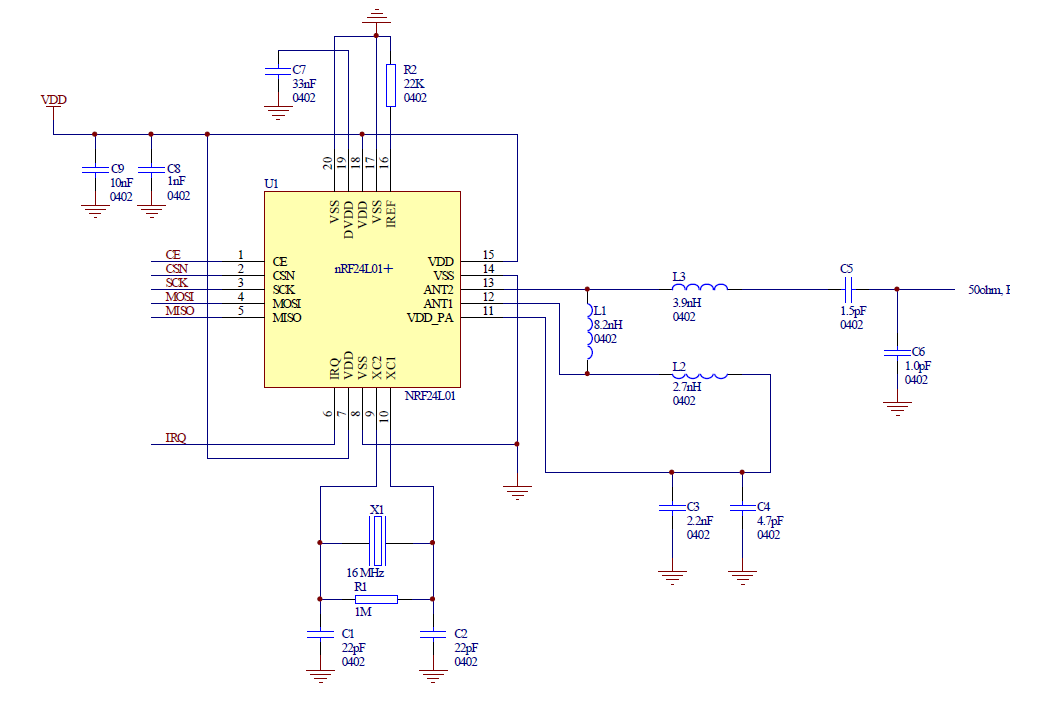 C7
33nF
0402
R2
22K
0402
VDD
C9
10nF
0402
C8
1nF
0402
20
19
18
17
16
U1
VSS
DVDD
VDD
VSS
IREF
CE 1 CE
CSN 2 CSN
SCK 3 SCK
MOSI 4 MOSI
MISO 5 MISO
nRF24L01+
VDD 15
VSS 14
ANT2 13
ANT1 12
VDD_PA 11
IRQ
VDD
VSS
XC2
XC1
NRF24L01
6
7
8
9
10
IRQ
L3
3.9nH
0402
C5
1.5pF
0402
50ohm,
L1
8.2nH
0402
C6
1.0pF
0402
L2
2.7nH
0402
C3
2.2nF
0402
C4
4.7pF
0402
X1
16 MHz
R1
1M
C1
22pF
0402
C2
22pF
0402